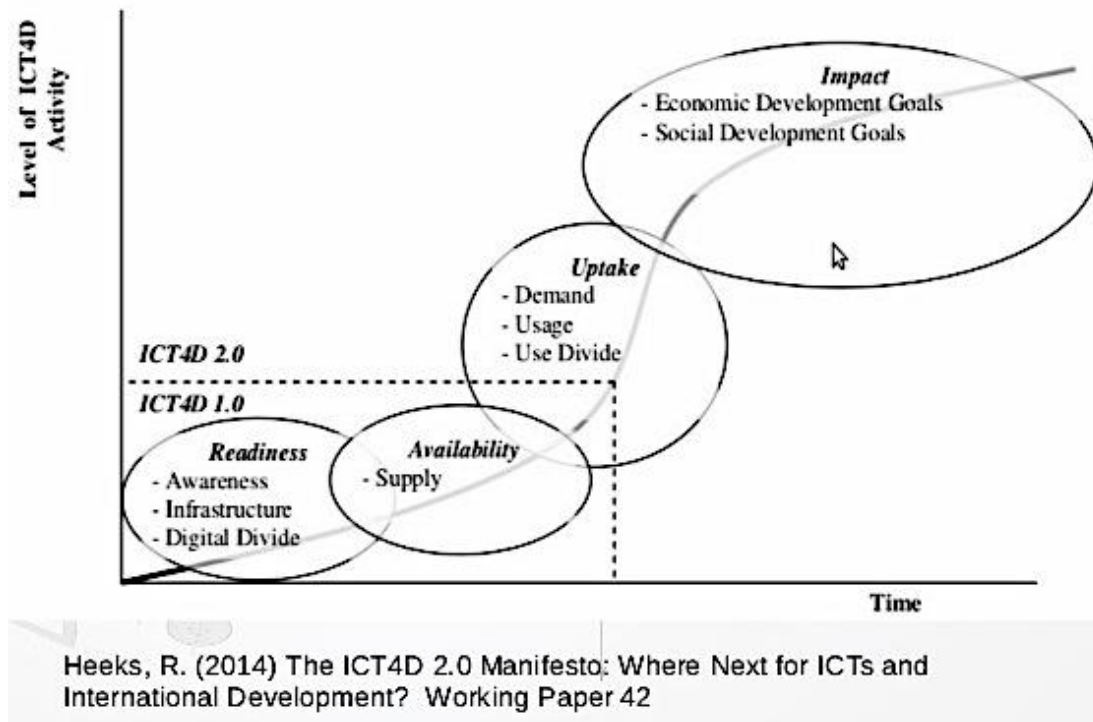 Level of ICT4D
Activity
Impact
- Economic Development Goals
- Social Development Goals
Uptake
- Demand
- Usage
- Use Divide
ICT4D 2.0
ICT4D 1.0
Readiness
- Awareness
- Infrastructure
- Digital Divide
Availability
- Supply
Time
Heeks, R. (2014) The ICT4D 2.0 Manifesto: Where Next for ICTs and
International Development? Working Paper 42